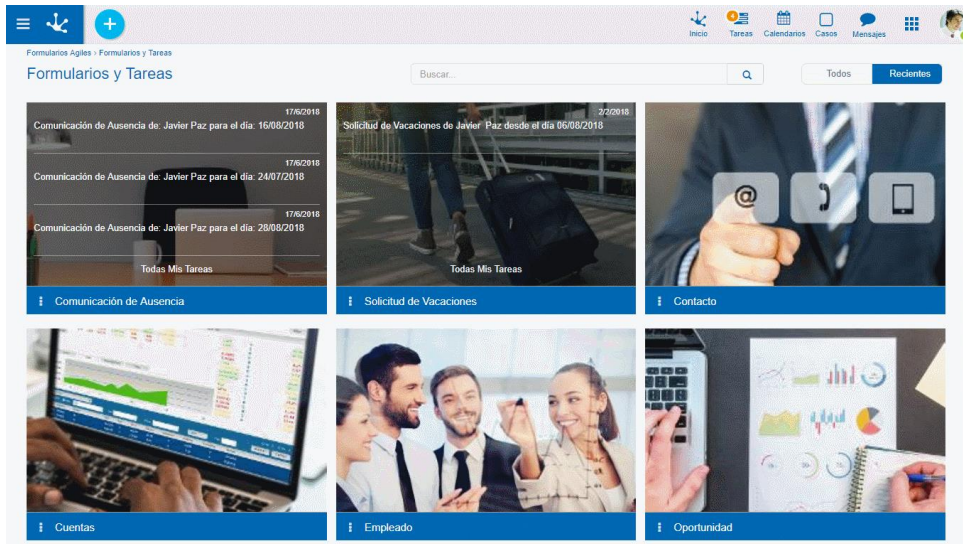 4
Inicio
Tareas
Calendarios
Casos
Mensajes
Formularios Agiles › Formularios y Tareas
Formularios y Tareas
Buscar...
Todos
Recientes
17/6/2018
Comunicación de Ausencia de: Javier Paz para el día: 16/08/2018
17/6/2018
Comunicación de Ausencia de: Javier Paz para el día: 24/07/2018
17/6/2018
Comunicación de Ausencia de: Javier Paz para el día: 28/08/2018
Todas Mis Tareas
Comunicación de Ausencia
2/2/2018
Solicitud de Vacaciones de Javier Paz desde el día 06/08/2018
Todas Mis Tareas
Solicitud de Vacaciones
@
Contacto
Cuentas
Empleado
Oportunidad